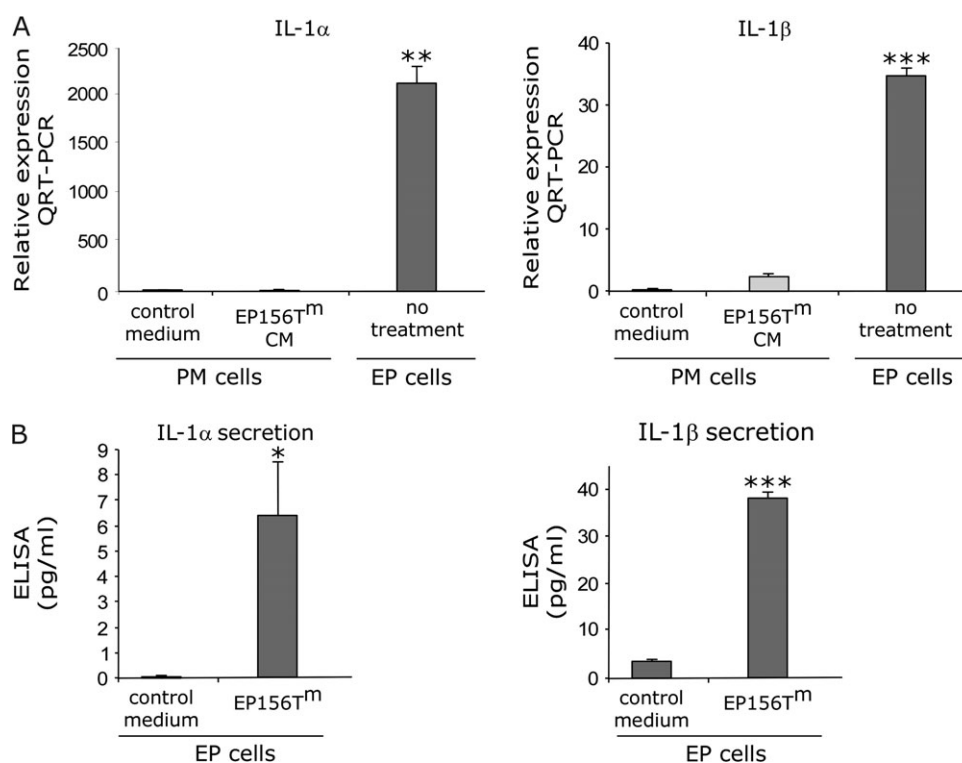 A
IL-1α
Relative expression
QRT-PCR
2500
2000
1500
1000
500
0
**
control
medium
EP156Tᵐ
CM
no
treatment
PM cells
EP cells
IL-1β
Relative expression
QRT-PCR
40
30
20
10
0
***
control
medium
EP156Tᵐ
CM
no
treatment
PM cells
EP cells
B
IL-1α secretion
ELISA
(pg/ml)
9
8
7
6
5
4
3
2
1
0
*
control
medium
EP156Tᵐ
EP cells
IL-1β secretion
ELISA
(pg/ml)
40
30
20
10
0
***
control
medium
EP156Tᵐ
EP cells